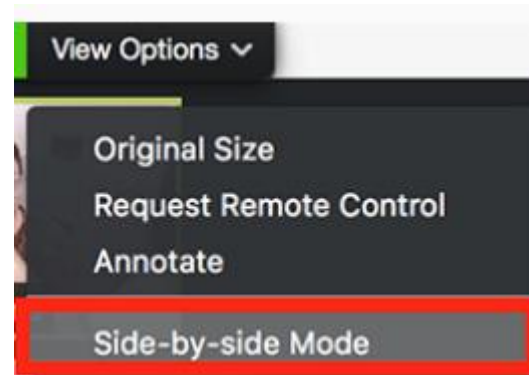 View Options
Original Size
Request Remote Control
Annotate
Side-by-side Mode